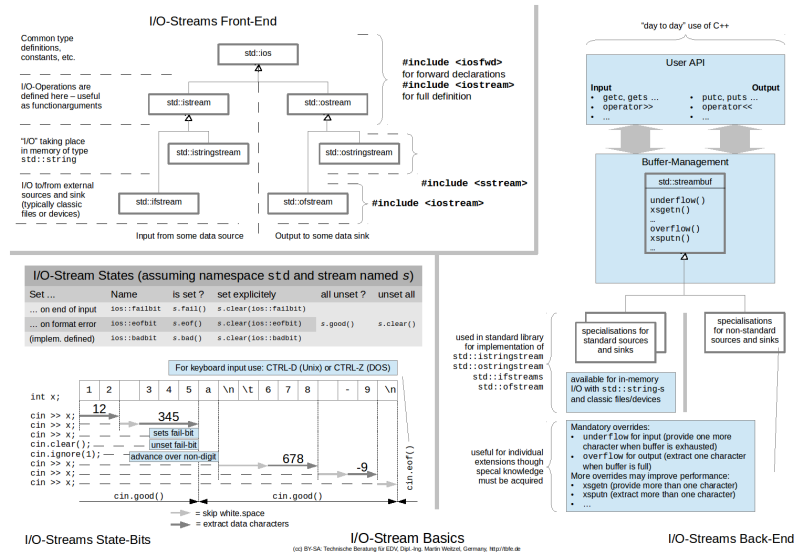 I/O-Streams Front-End
Common type
definitions,
constants, etc.
std::ios
#include <iosfwd>
for forward declarations
#include <iostream>
for full definition
I/O-Operations are
defined here – useful
as functionarguments
std::istream
std::ostream
"I/O" taking place
in memory of type
std::string
std::istringstream
std::ostringstream
#include <sstream>
I/O to/from external
sources and sink
(typically classic
files or devices)
std::ifstream
std::ofstream
#include <iostream>
Input from some data source
Output to some data sink
"day to day" use of C++
User API
Input
• getc, gets ...
• operator>>
• ...
Output
• putc, puts ...
• operator<<
• ...
Buffer-Management
std::streambuf
underflow()
xsgetn()
…
overflow()
xsputn()
…
specialisations for
standard sources
and sinks
specialisations
for non-standard
sources and sinks
used in standard library
for implementation of
std::istringstream
std::ostringstream
std::ifstreams
std::ofstream
available for in-memory
I/O with std::string-s
and classic files/devices
useful for individual
extensions though
specal knowledge
must be acquired
Mandatory overrides:
• underflow for input (provide one more
character when buffer is exhausted)
• overflow for output (extract one character
when buffer is full)
More overrides may improve performance:
• xsgetn (provide more than one character)
• xsputn (extract more than one character)
• …
I/O-Streams Back-End
I/O-Stream States (assuming namespace std and stream named s)
Set ... Name is set ? set explicitly all unset ? unset all
… on end of input ios::failbit s.fail() s.clear(ios::failbit)
… on format error ios::eofbit s.eof() s.clear(ios::eofbit) s.good() s.clear()
(implem. defined) ios::badbit s.bad() s.clear(ios::badbit)
For keyboard input use: CTRL-D (Unix) or CTRL-Z (DOS)
int x;
1 2 3 4 5 a \n \t 6 7 8 - 9 \n
cin >> x; 12
cin >> x; 345
cin >> x; sets fail-bit
cin.clear(); unset fail-bit
cin.ignore(1); advance over non-digit
cin >> x; 678
cin >> x; -9
cin >> x;
cin.eof()
cin.good()
cin.good()
= skip white.space
= extract data characters
I/O-Streams State-Bits
I/O-Stream Basics
(cc) BY-SA: Technische Beratung für EDV, Dipl.-Ing. Martin Weitzel, Germany, http://tbfe.de